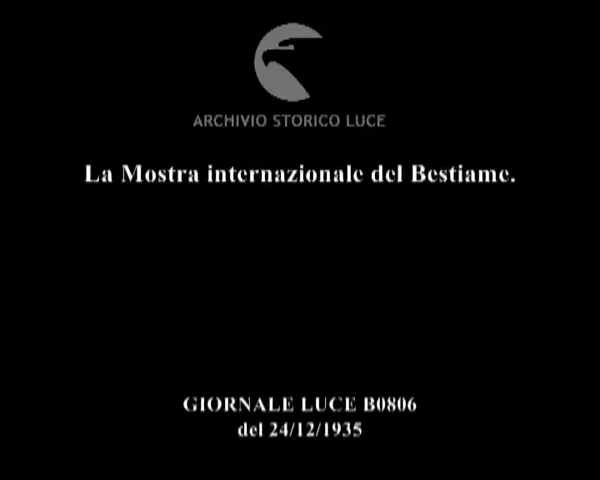 ARCHIVIO STORICO LUCE
La Mostra internazionale del Bestiame.
GIORNALE LUCE B0806
del 24/12/1935